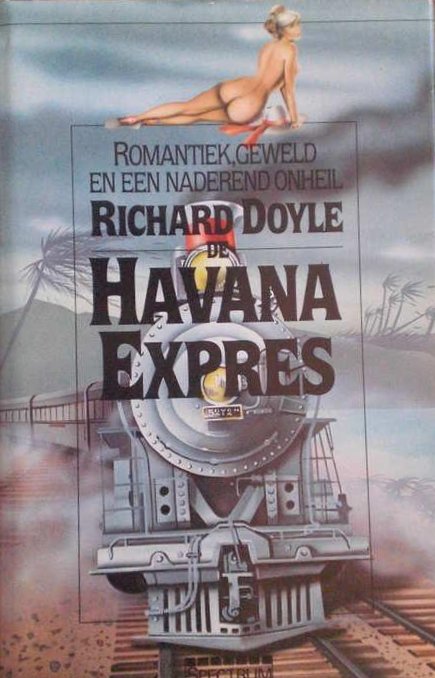 ROMANTIEK, GEWELD
EN EEN NADEREND ONHEIL
RICHARD DOYLE
DE
HAVANA
EXPRES
SPECTRUM